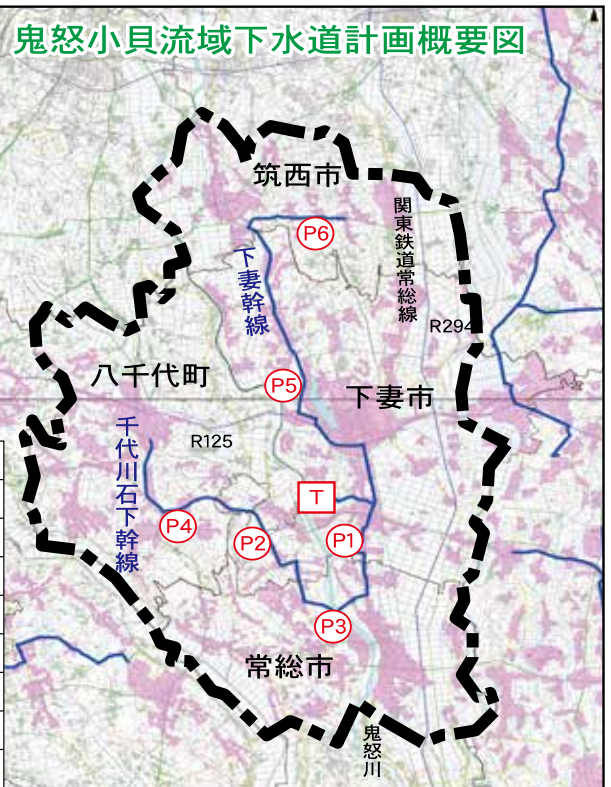 鬼怒小貝流域下水道計画概要図
筑西市
P6
関東鉄道常総線
下妻幹線
R294
八千代町
P5
下妻市
千代川石下幹線
R125
T
P4
P2
P1
P3
常総市
鬼怒川